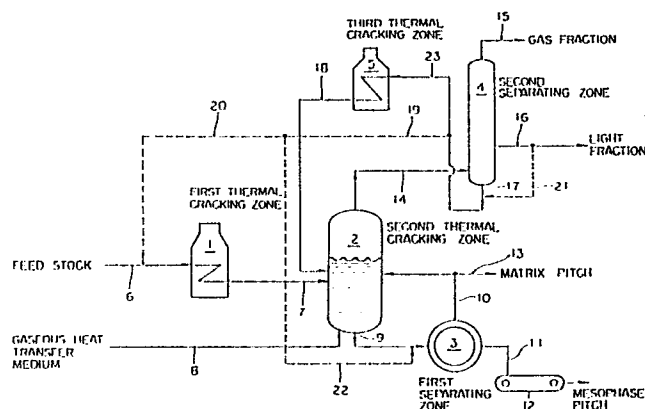 15
GAS FRACTION
THIRD THERMAL
CRACKING ZONE
5
18
23
4
SECOND SEPARATING ZONE
20
19
16
LIGHT
FRACTION
14
17
21
FIRST THERMAL
CRACKING ZONE
1
2
SECOND THERMAL
CRACKING ZONE
13
MATRIX PITCH
FEED STOCK
6
7
10
9
GASEOUS HEAT
TRANSFER
MEDIUM
8
22
3
11
FIRST SEPARATING
ZONE
12
MESOPHASE
PITCH